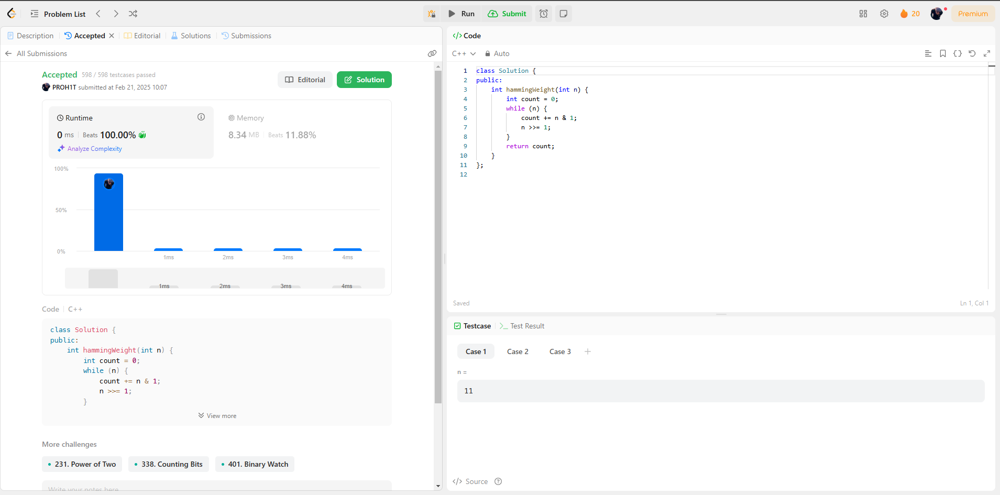 Problem List
Run
Submit
20
Premium
Description
Accepted
Editorial
Solutions
Submissions
All Submissions
Accepted 598 / 598 testcases passed
PROH1T submitted at Feb 21, 2025 10:07
Editorial
Solution
Runtime
0 ms Beats 100.00%
Analyze Complexity
Memory
8.34 MB Beats 11.88%
100%
50%
0%
1ms 2ms 3ms 4ms
1ms 2ms 3ms 4ms
Code C++
class Solution {
public:
    int hammingWeight(int n) {
        int count = 0;
        while (n) {
            count += n & 1;
            n >>= 1;
        }
View more
More challenges
231. Power of Two
338. Counting Bits
401. Binary Watch
Write your notes here
</> Code
C++ Auto
1 class Solution {
2 public:
3     int hammingWeight(int n) {
4         int count = 0;
5         while (n) {
6             count += n & 1;
7             n >>= 1;
8         }
9         return count;
10     }
11 };
12
Saved
Ln 1, Col 1
Testcase
>_ Test Result
Case 1 Case 2 Case 3 +
n =
11
</> Source